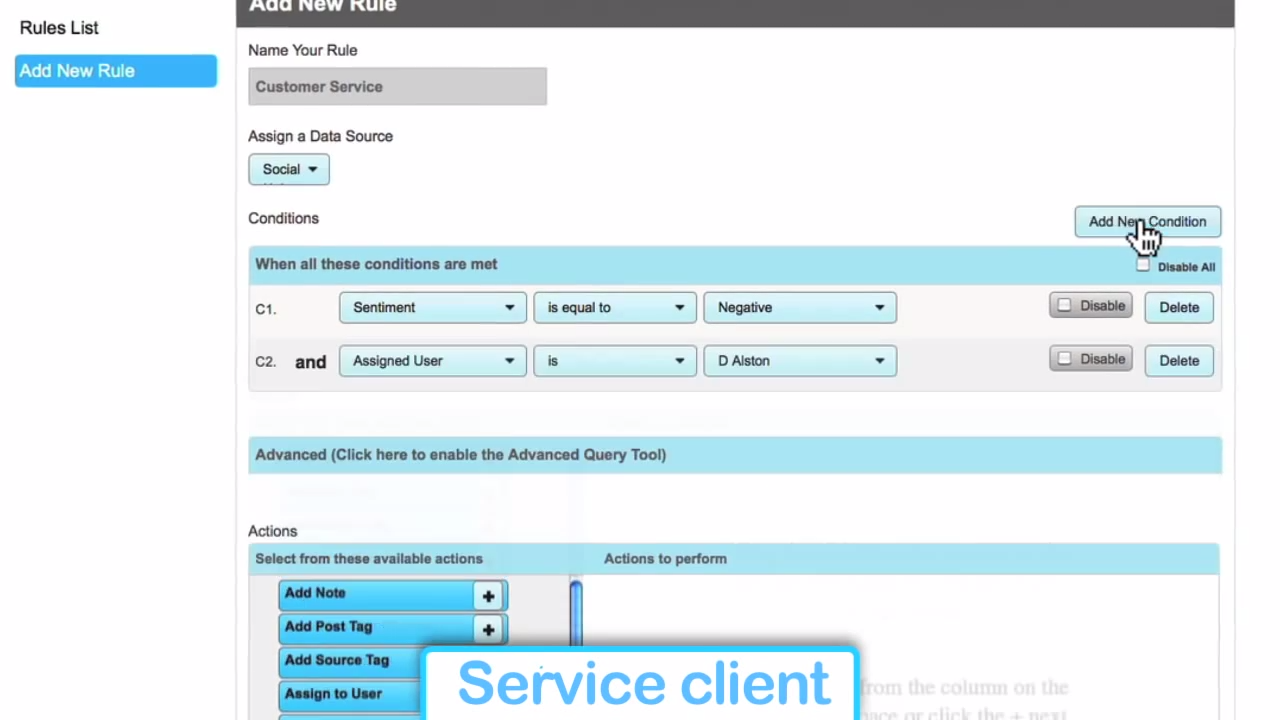 Add New Rule
Rules List
Add New Rule
Name Your Rule
Customer Service
Assign a Data Source
Social
Conditions
Add New Condition
When all these conditions are met
Disable All
C1. Sentiment is equal to Negative Disable Delete
C2. and Assigned User is D Alston Disable Delete
Advanced (Click here to enable the Advanced Query Tool)
Actions
Select from these available actions Actions to perform
Add Note +
Add Post Tag +
Add Source Tag
Assign to User
from the column on the
or click the + next
Service client